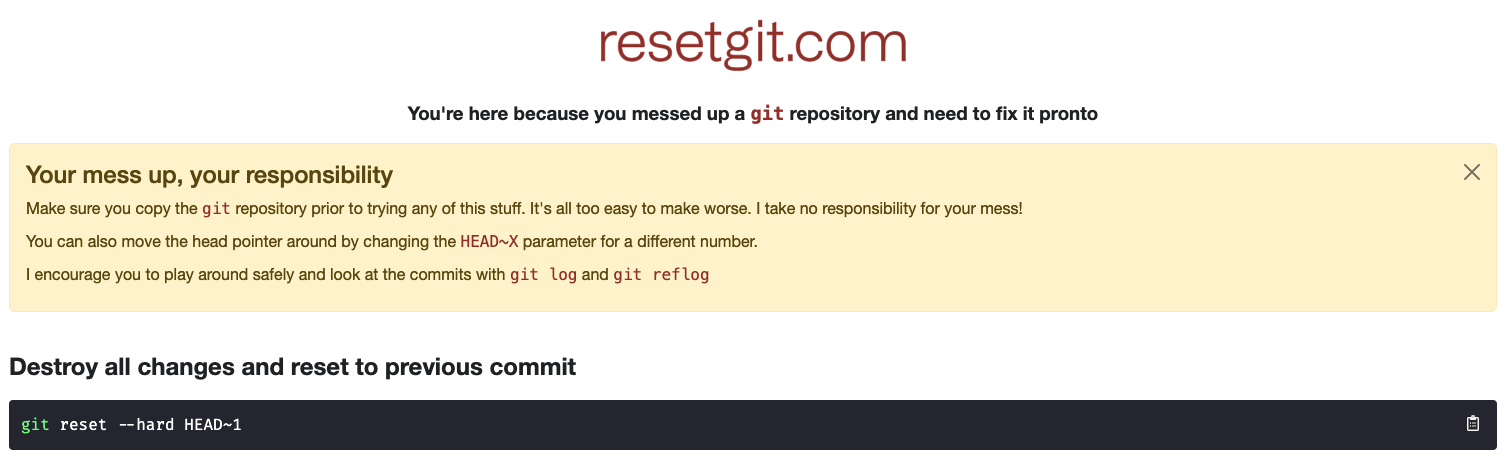 resetgit.com
You're here because you messed up a git repository and need to fix it pronto
Your mess up, your responsibility
Make sure you copy the git repository prior to trying any of this stuff. It's all too easy to make worse. I take no responsibility for your mess!
You can also move the head pointer around by changing the HEAD~X parameter for a different number.
I encourage you to play around safely and look at the commits with git log and git reflog
Destroy all changes and reset to previous commit
git reset --hard HEAD~1